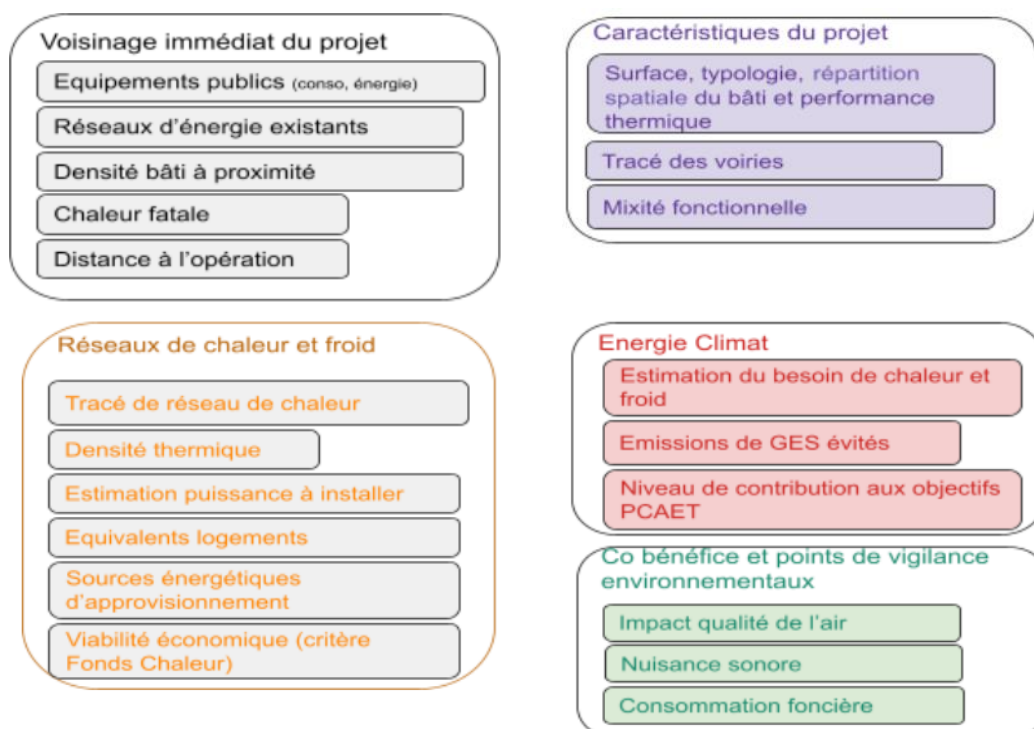 Voisinage immédiat du projet
Equipements publics (conso, énergie)
Réseaux d'énergie existants
Densité bâti à proximité
Chaleur fatale
Distance à l'opération
Caractéristiques du projet
Surface, typologie, répartition
spatiale du bâti et performance
thermique
Tracé des voiries
Mixité fonctionnelle
Réseaux de chaleur et froid
Tracé de réseau de chaleur
Densité thermique
Estimation puissance à installer
Equivalents logements
Sources énergétiques
d'approvisionnement
Viabilité économique (critère
Fonds Chaleur)
Energie Climat
Estimation du besoin de chaleur et
froid
Emissions de GES évités
Niveau de contribution aux objectifs
PCAET
Co bénéfice et points de vigilance
environnementaux
Impact qualité de l'air
Nuisance sonore
Consommation foncière